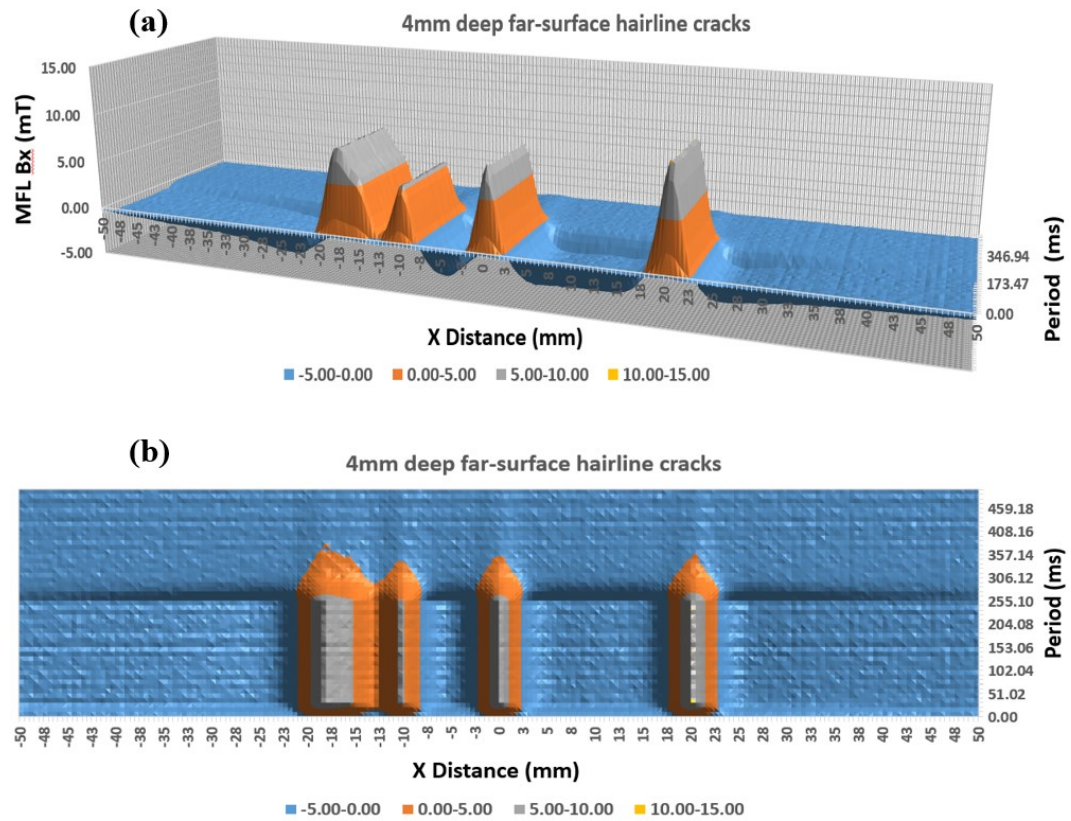 (a)
4mm deep far-surface hairline cracks
15.00
10.00
5.00
0.00
-5.00
MFL Bx (mT)
-50 -48 -45 -43 -40 -38 -35 -33 -30 -28 -25 -23 -20 -18 -15 -13 -10 -8 -5 -3 0 3 5 8 10 13 15 18 20 23 25 28 30 33 35 38 40 43 45 48 50
346.94
173.47
0.00
Period (ms)
X Distance (mm)
-5.00-0.00 0.00-5.00 5.00-10.00 10.00-15.00
(b)
4mm deep far-surface hairline cracks
459.18
408.16
357.14
306.12
255.10
204.08
153.06
102.04
51.02
0.00
Period (ms)
-50 -48 -45 -43 -40 -38 -35 -33 -30 -28 -25 -23 -20 -18 -15 -13 -10 -8 -5 -3 0 3 5 8 10 13 15 18 20 23 25 28 30 33 35 38 40 43 45 48 50
X Distance (mm)
-5.00-0.00 0.00-5.00 5.00-10.00 10.00-15.00